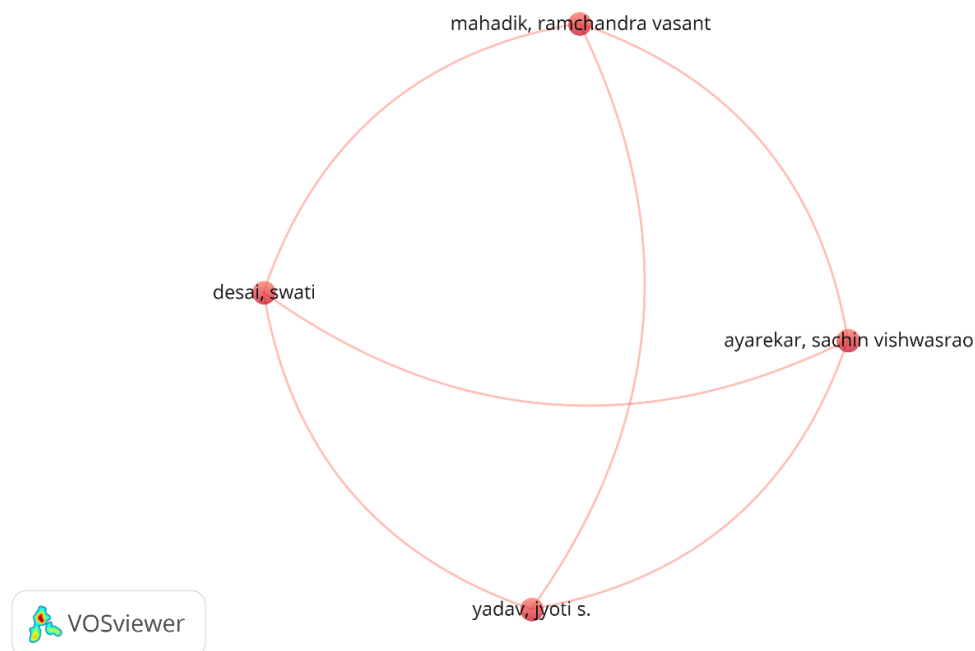 mahadik, ramchandra vasant
desai, swati
ayarekar, sachin vishwasrao
yadav, jyoti s.
VOSviewer